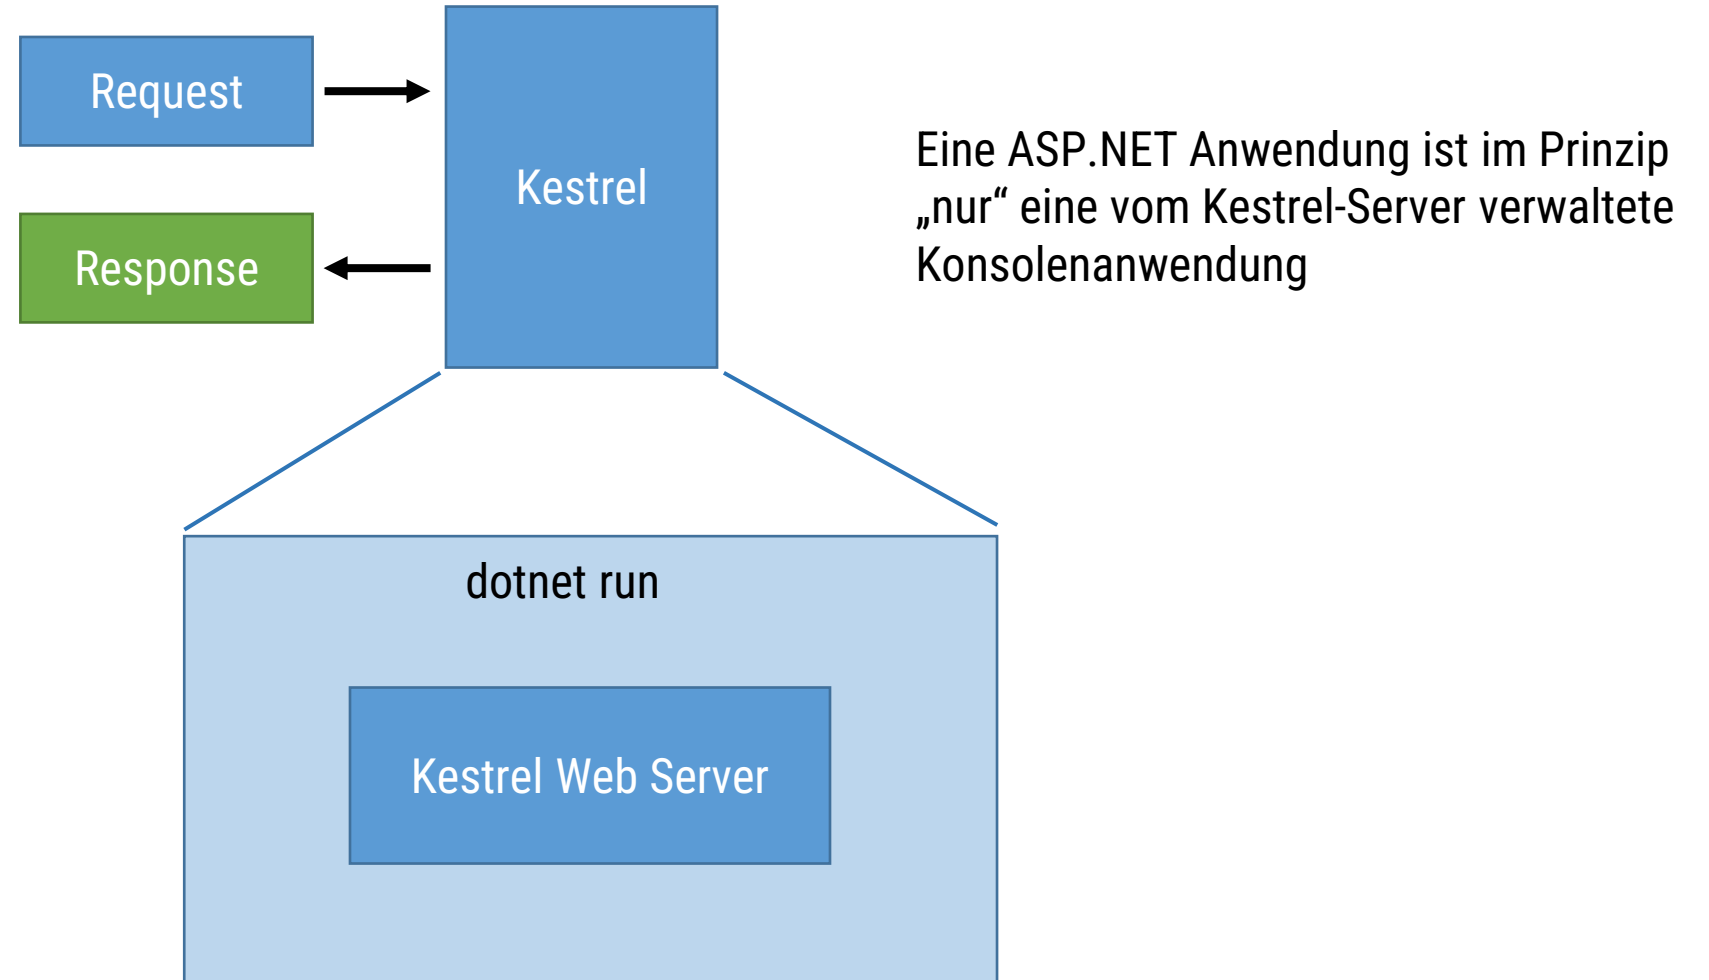 Request
Kestrel
Response
Eine ASP.NET Anwendung ist im Prinzip
„nur“ eine vom Kestrel-Server verwaltete
Konsolenanwendung
dotnet run
Kestrel Web Server